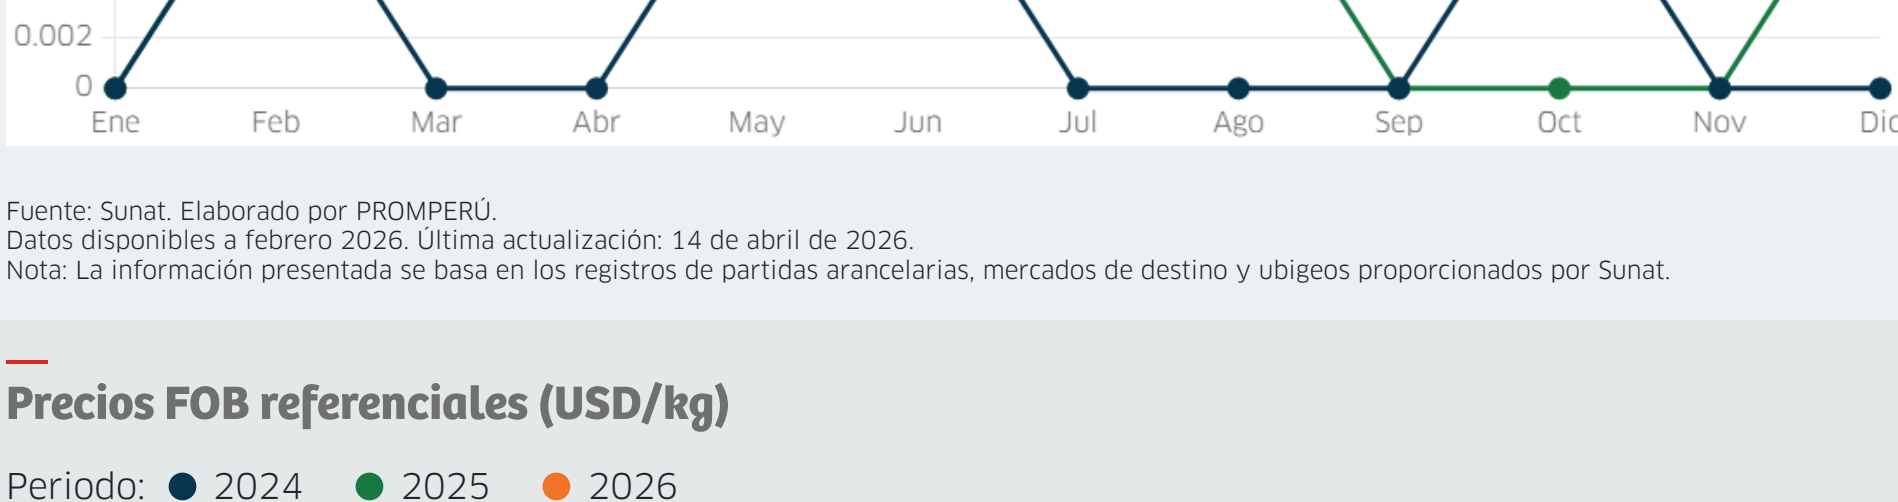 0.002
0
Ene Feb Mar Abr May Jun Jul Ago Sep Oct Nov Dic
Fuente: Sunat. Elaborado por PROMPERÚ.
Datos disponibles a febrero 2026. Última actualización: 14 de abril de 2026.
Nota: La información presentada se basa en los registros de partidas arancelarias, mercados de destino y ubigeos proporcionados por Sunat.
Precios FOB referenciales (USD/kg)
Periodo: 2024 2025 2026